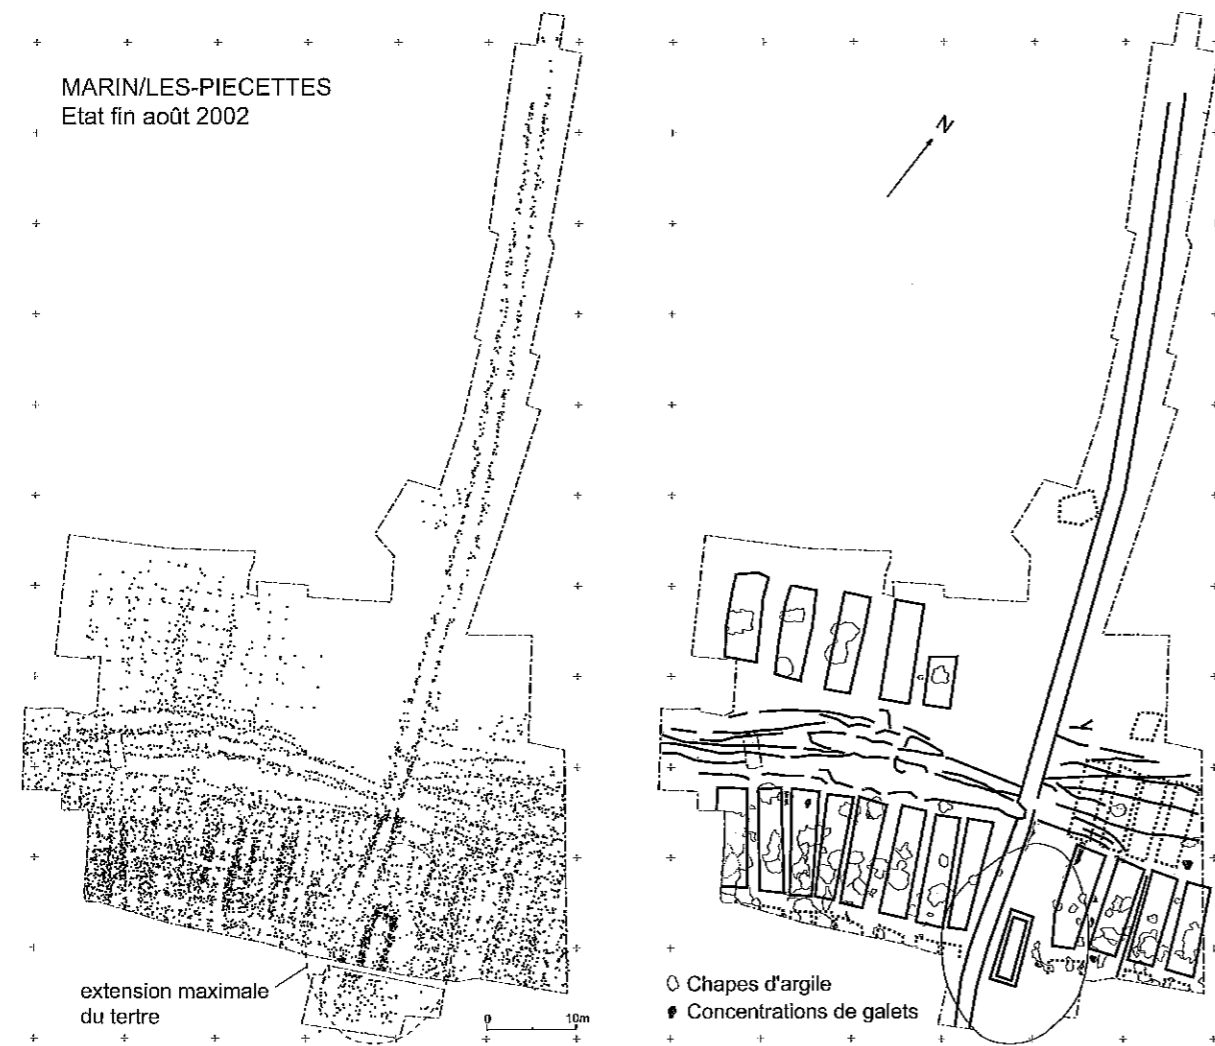 MARIN/LES-PIECETTES
Etat fin août 2002
N
extension maximale
du tertre
0 10m
Chapes d'argile
Concentrations de galets